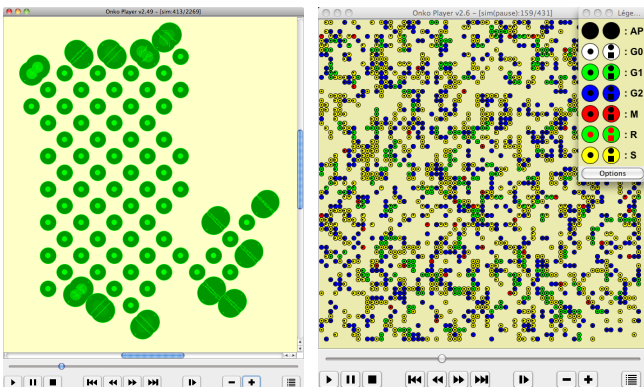 Onko Player v2.49 – [sim:413/2269]
Onko Player v2.6 – [sim(pause):159/431]
Lége...
: AP
: G0
: G1
: G2
: M
: R
: S
Options